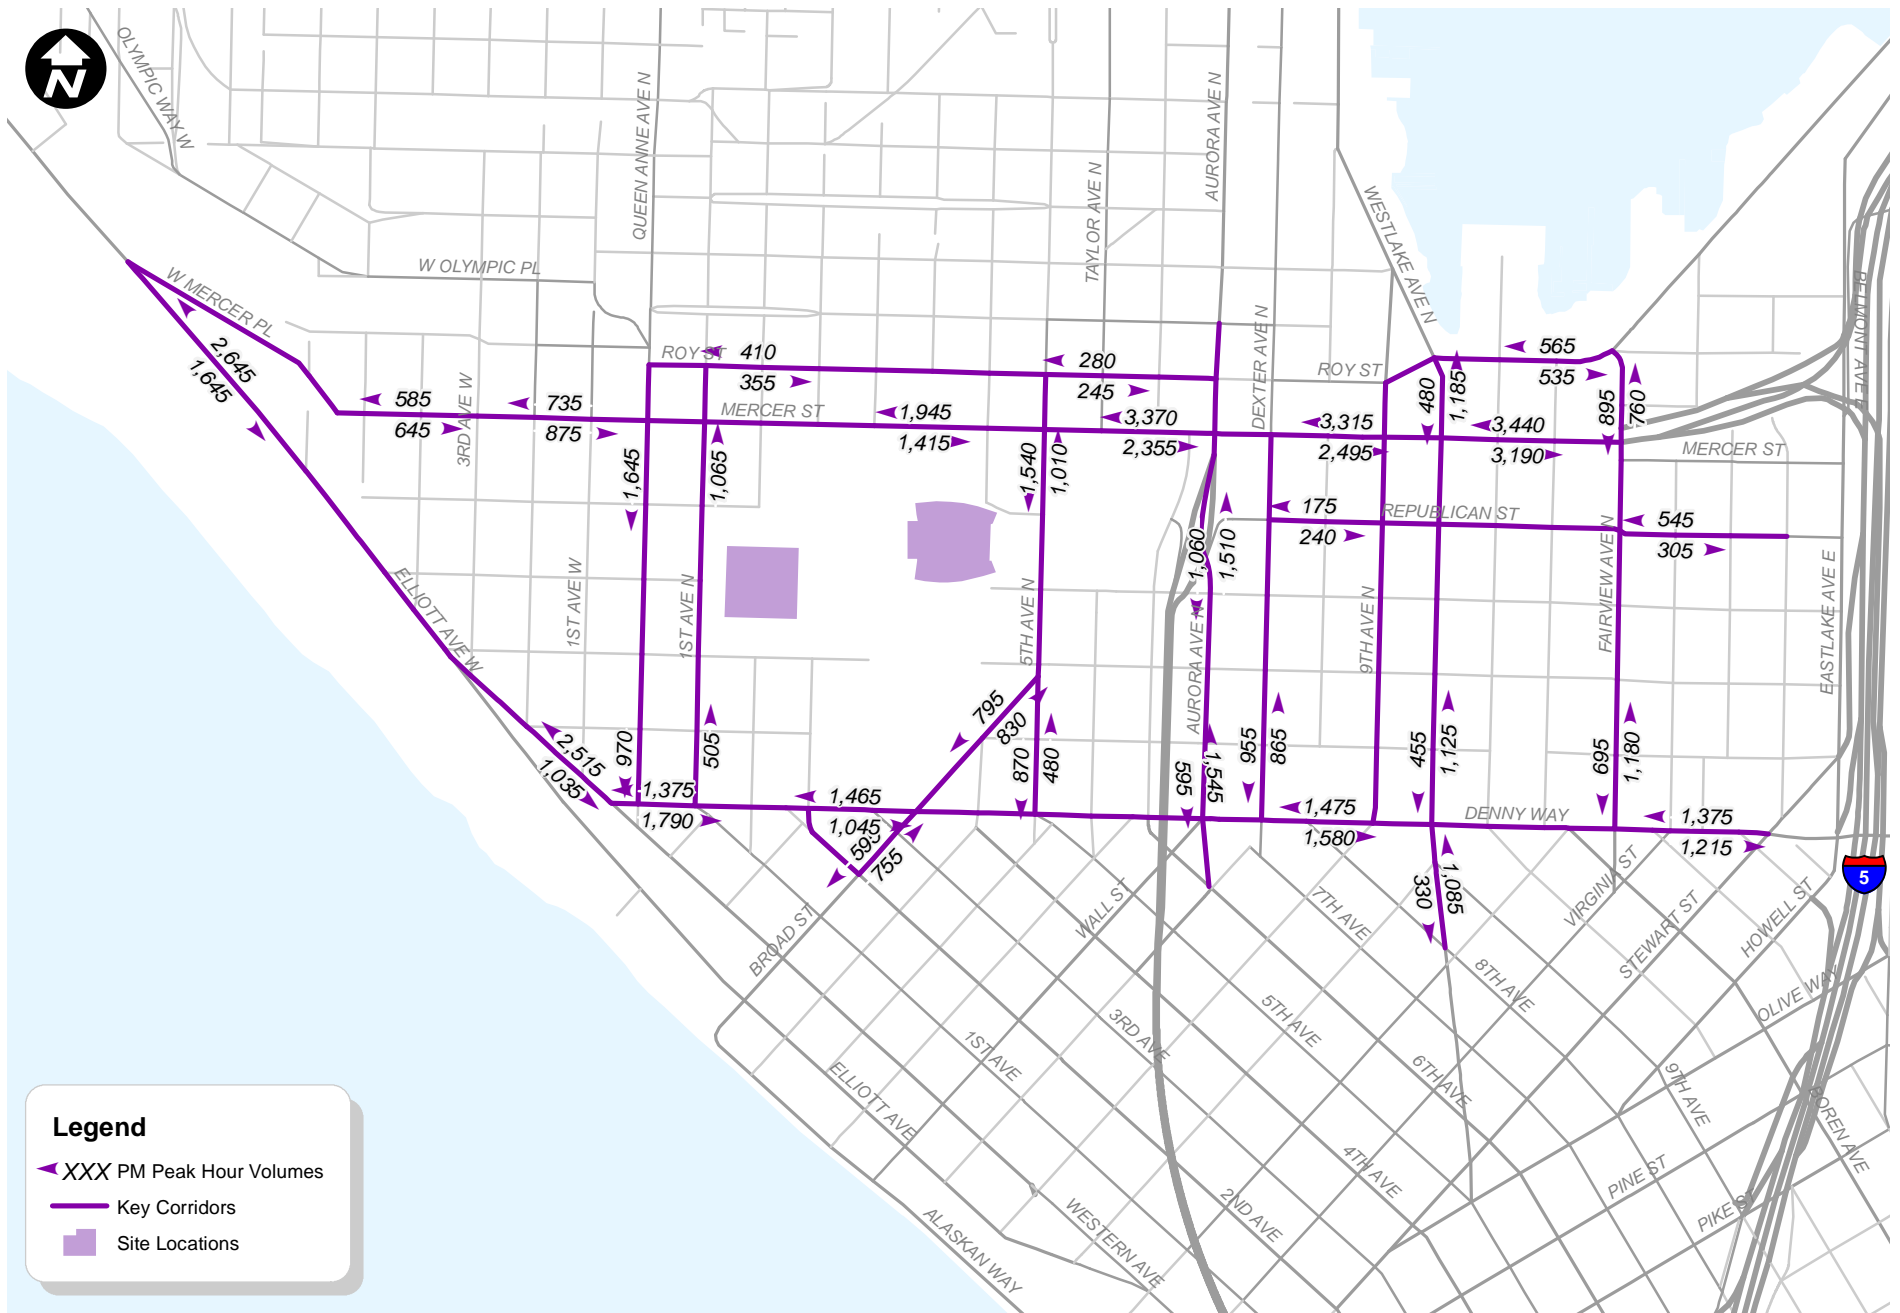 N
OLYMPIC WAY W
QUEEN ANNE AVE N
TAYLOR AVE N
AURORA AVE N
WESTLAKE AVE N
DEXTER AVE N
BELMONT AVE E
W OLYMPIC PL
W MERCER PL
3RD AVE W
ROY ST
410
355
280
245
ROY ST
565
535
MERCER ST
585
645
735
875
1,945
1,415
3,370
2,355
3,315
2,495
3,440
3,190
480
1,185
895
760
MERCER ST
2,645
1,645
1,645
1,065
1,540
1,010
1,090
1,510
175
240
REPUBLICAN ST
545
305
ELLIOTT AVE W
1ST AVE W
1ST AVE N
5TH AVE N
AURORA AVE N
9TH AVE N
FAIRVIEW AVE N
EASTLAKE AVE E
2,515
1,035
970
505
795
830
870
480
595
1,545
955
865
455
1,125
695
1,180
1,375
1,790
1,465
1,045
595
755
1,475
1,580
DENNY WAY
1,375
1,215
330
1,085
5
BROAD ST
WALL ST
7TH AVE
8TH AVE
VIRGINIA ST
STEWART ST
HOWELL ST
OLIVE WAY
1ST AVE
3RD AVE
5TH AVE
6TH AVE
9TH AVE
BOREN AVE
ELLIOTT AVE
4TH AVE
2ND AVE
PINE ST
PIKE ST
WESTERN AVE
ALASKAN WAY
Legend
XXX PM Peak Hour Volumes
Key Corridors
Site Locations